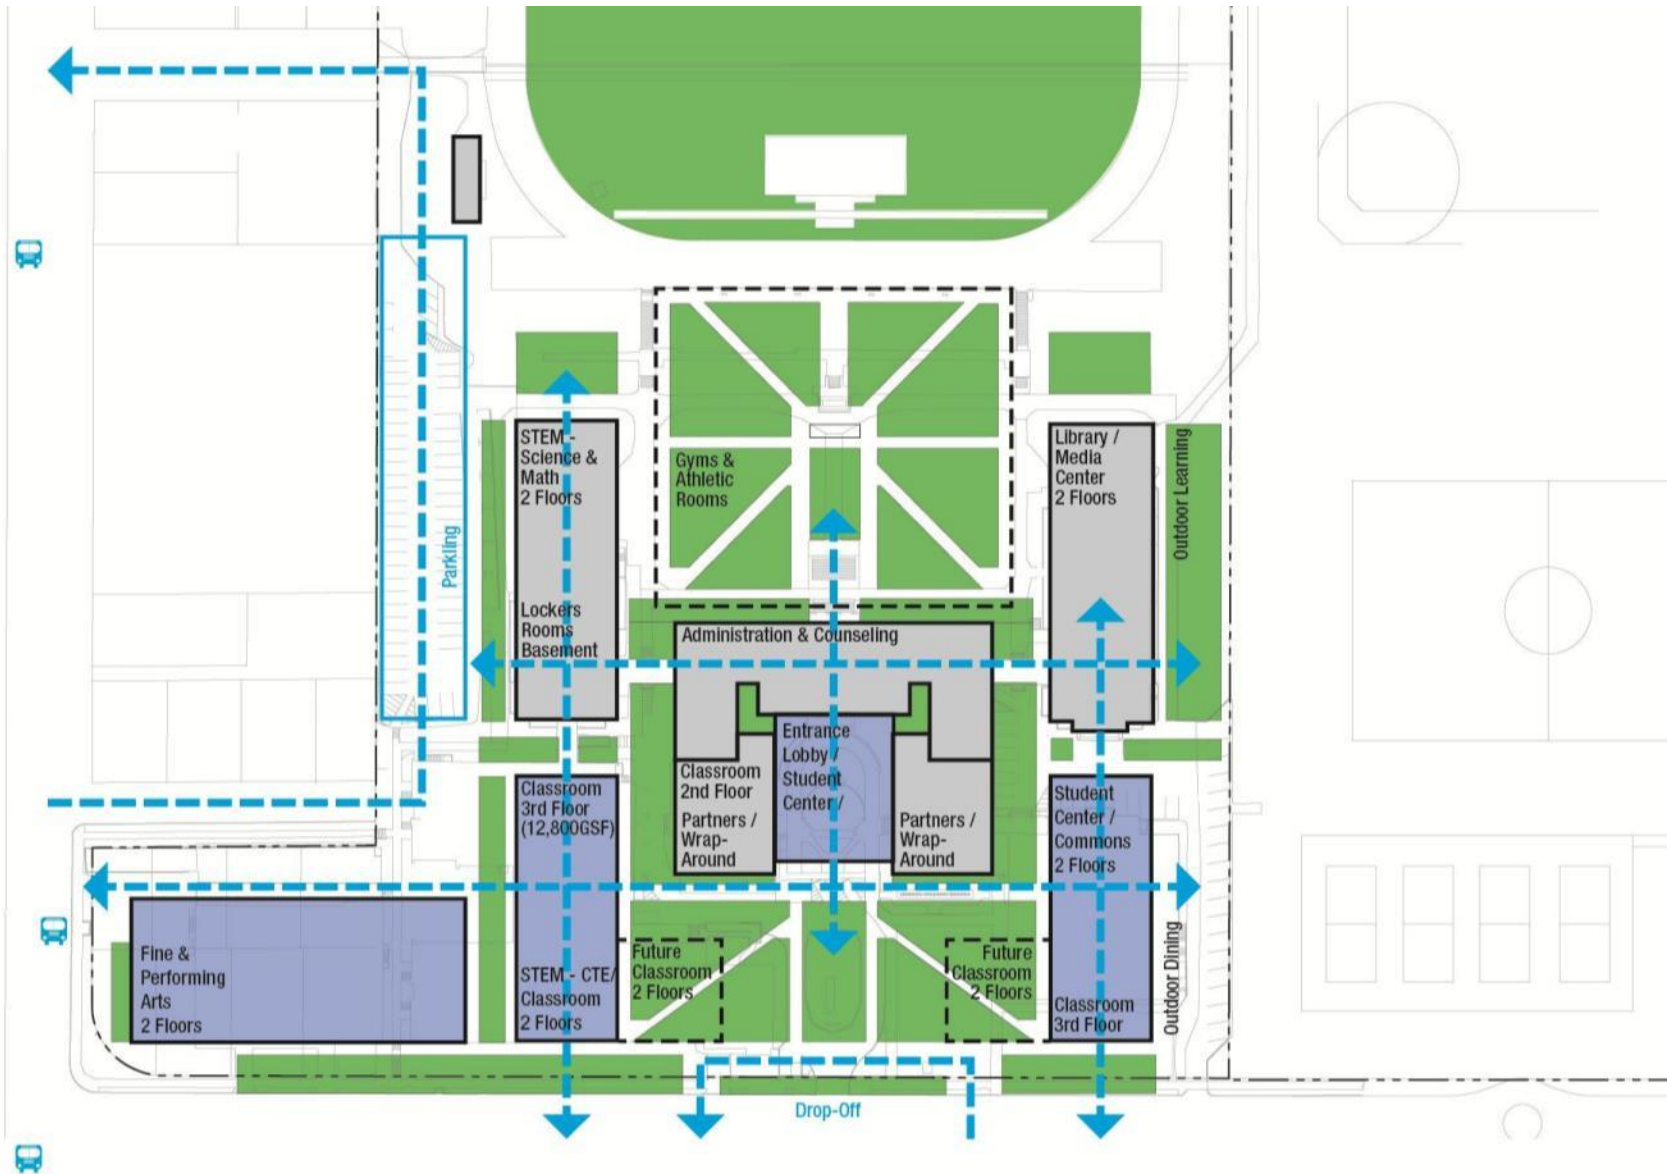 STEM -
Science &
Math
2 Floors
Gyms &
Athletic
Rooms
Library /
Media
Center
2 Floors
Outdoor Learning
Parkling
Lockers
Rooms
Basement
Administration & Counseling
Entrance
Lobby /
Student
Center /
Classroom
2nd Floor
Partners /
Wrap-
Around
Partners /
Wrap-
Around
Classroom
3rd Floor
(12,800GSF)
Student
Center /
Commons
2 Floors
Fine &
Performing
Arts
2 Floors
STEM - CTE/
Classroom
2 Floors
Future
Classroom
2 Floors
Future
Classroom
2 Floors
Classroom
3rd Floor
Outdoor Dining
Drop-Off